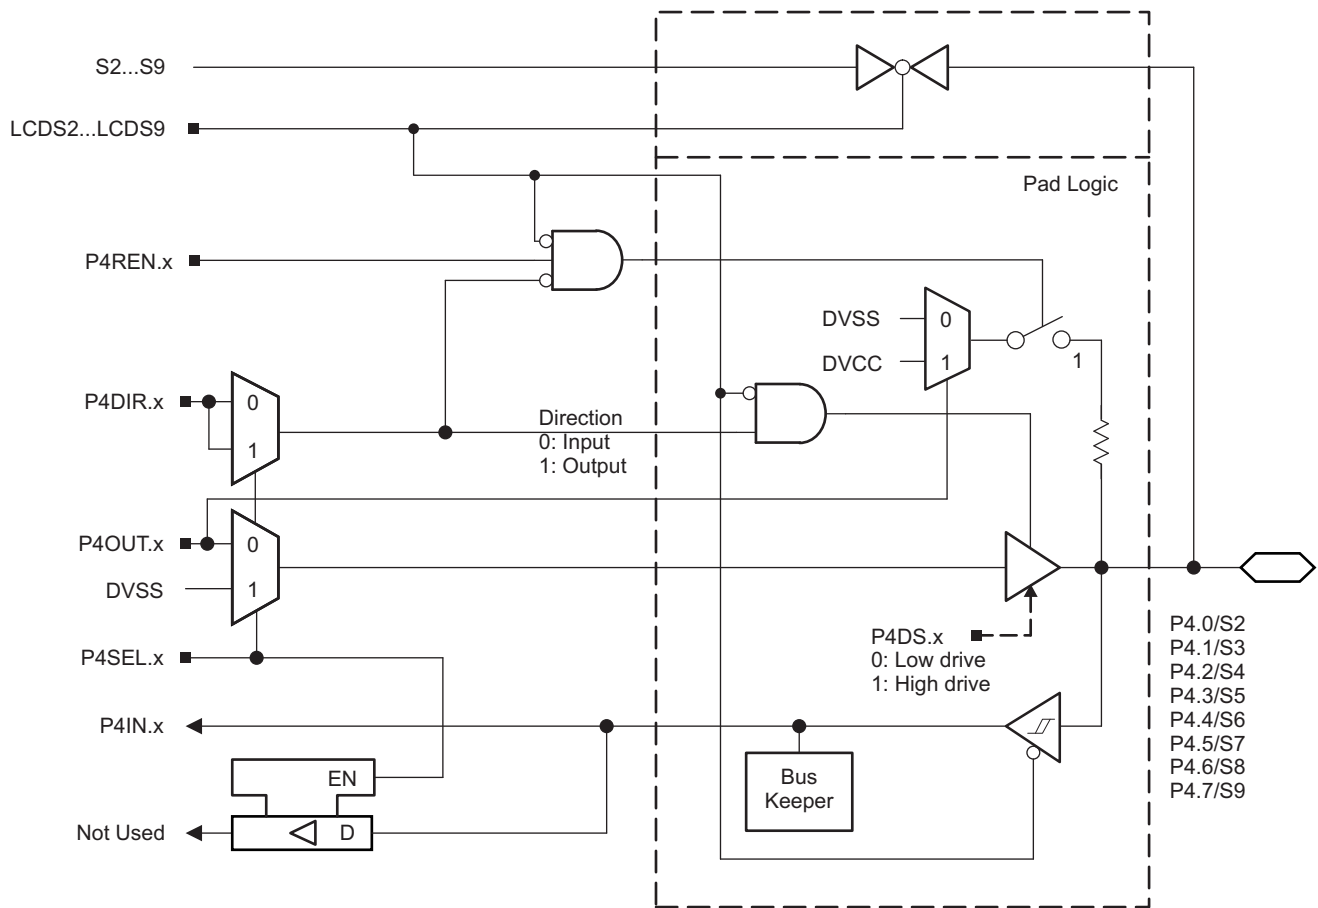 S2...S9
LCDS2...LCDS9
Pad Logic
P4REN.x
DVSS
0
DVCC
1
1
P4DIR.x
0
1
Direction
0: Input
1: Output
P4OUT.x
0
DVSS
1
P4DS.x
0: Low drive
1: High drive
P4SEL.x
P4.0/S2
P4.1/S3
P4.2/S4
P4.3/S5
P4.4/S6
P4.5/S7
P4.6/S8
P4.7/S9
P4IN.x
EN
Bus
Keeper
Not Used
D